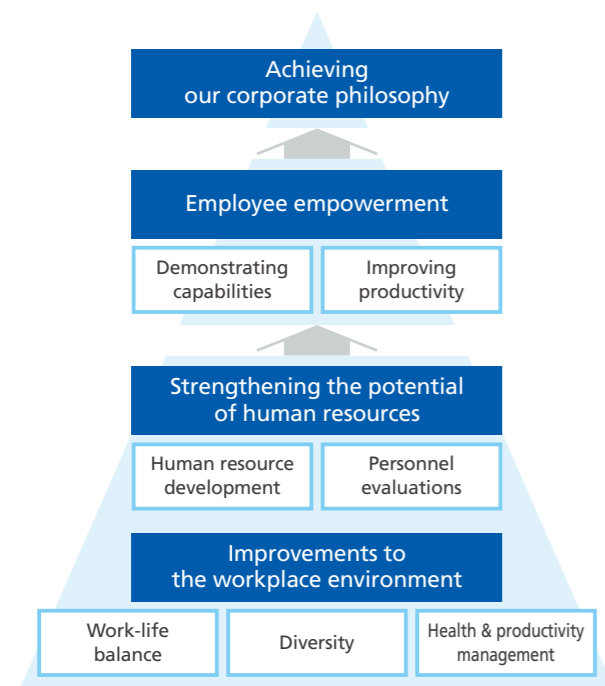 Achieving
our corporate philosophy
Employee empowerment
Demonstrating
capabilities
Improving
productivity
Strengthening the potential
of human resources
Human resource
development
Personnel
evaluations
Improvements to
the workplace environment
Work-life
balance
Diversity
Health & productivity
management